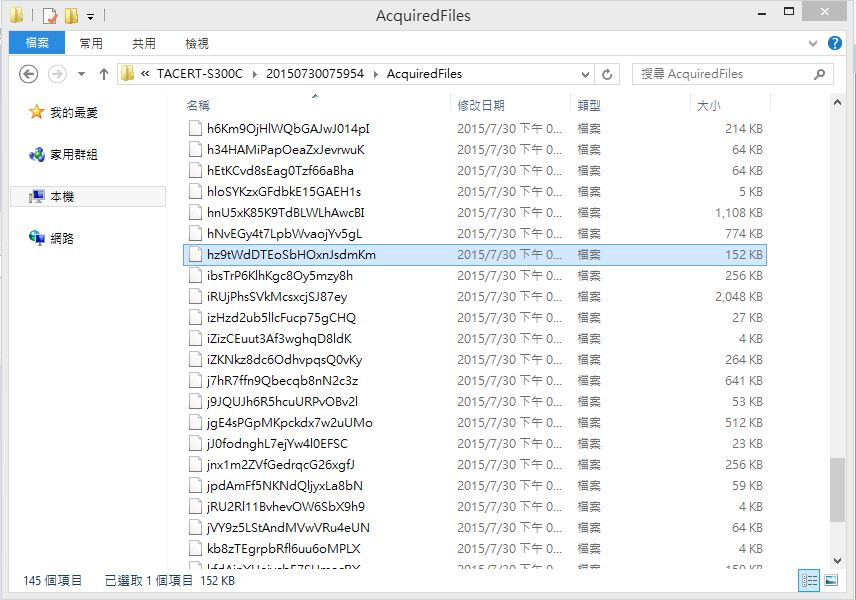 AcquiredFiles
檔案 常用 共用 檢視
« TACERT-S300C 20150730075954 AcquiredFiles 搜尋 AcquiredFiles
我的最愛
家用群組
本機
網路
名稱 修改日期 類型 大小
h6Km9OjHlWQbGAJwJ014pI 2015/7/30 下午 0... 檔案 214 KB
h34HAMiPapOeaZxJevrwuK 2015/7/30 下午 0... 檔案 64 KB
hEtKCvd8sEag0Tzf66aBha 2015/7/30 下午 0... 檔案 64 KB
hloSYKzxGFdbkE15GAEH1s 2015/7/30 下午 0... 檔案 5 KB
hnU5xK85K9TdBLWLhAwcBI 2015/7/30 下午 0... 檔案 1,108 KB
hNvEGy4t7LpbWvaojYv5gL 2015/7/30 下午 0... 檔案 774 KB
hz9tWdDTEoSbHOxnJsdmKm 2015/7/30 下午 0... 檔案 152 KB
ibsTrP6KlhKgc8Oy5mzy8h 2015/7/30 下午 0... 檔案 256 KB
iRUjPhsSVkMcsxcjSJ87ey 2015/7/30 下午 0... 檔案 2,048 KB
izHzd2ub5llcFucp75gCHQ 2015/7/30 下午 0... 檔案 27 KB
iZizCEuut3Af3wghqD8ldK 2015/7/30 下午 0... 檔案 4 KB
iZKNkz8dc6OdhvpqsQ0vKy 2015/7/30 下午 0... 檔案 264 KB
j7hR7ffn9Qbecqb8nN2c3z 2015/7/30 下午 0... 檔案 641 KB
j9JQUJh6R5hcuURPvOBv2l 2015/7/30 下午 0... 檔案 53 KB
jgE4sPGpMKpckdx7w2uUMo 2015/7/30 下午 0... 檔案 512 KB
jJ0fodnghL7ejYw4l0EFSC 2015/7/30 下午 0... 檔案 23 KB
jnx1m2ZVfGedrqcG26xgfJ 2015/7/30 下午 0... 檔案 256 KB
jpdAmFf5NKNdQljyxLa8bN 2015/7/30 下午 0... 檔案 59 KB
jRU2Rl11BvhevOW6SbX9h9 2015/7/30 下午 0... 檔案 4 KB
jVY9z5LStAndMVwVRu4eUN 2015/7/30 下午 0... 檔案 64 KB
kb8zTEgrpbRfl6uu6oMPLX 2015/7/30 下午 0... 檔案 4 KB
145 個項目 已選取 1 個項目 152 KB